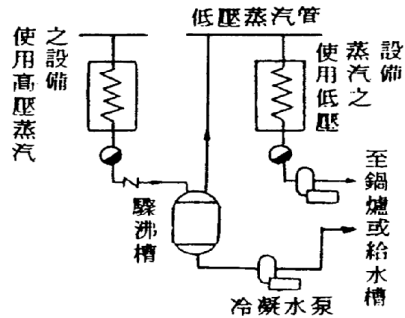 低壓蒸汽管
使用高壓蒸汽
之設備
使用低壓
蒸汽之
設備
驟沸槽
至鍋爐或給水槽
冷凝水泵